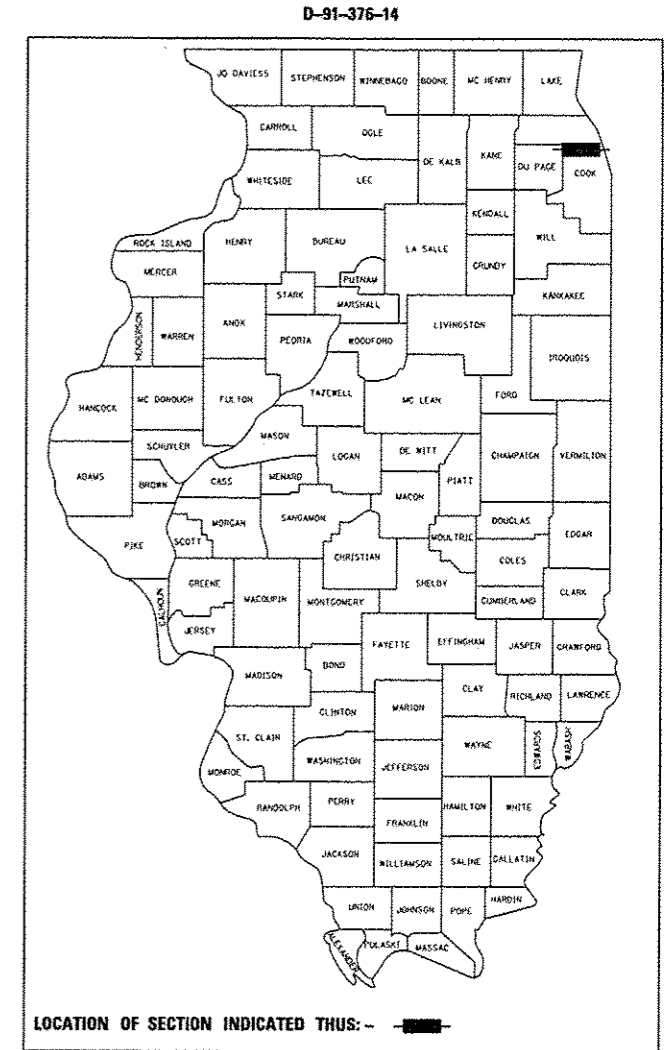 D-91-376-14
JO DAVIESS STEPHENSON WINNEBAGO BOONE MC HENRY LAKE
CARROLL OGLE
DE KALB KANE DU PAGE COOK
WHITESIDE LEE
KENDALL WILL
ROCK ISLAND HENRY BUREAU LA SALLE
MERCER PUTNAM GRUNDY
STARK MARSHALL KANKAKEE
HENDERSON WARREN KNOX PEORIA WOODFORD LIVINGSTON
IROQUOIS
HANCOCK MC DONOUGH FULTON TAZEWELL MC LEAN FORD
MASON
SCHUYLER LOGAN DE WITT CHAMPAIGN VERMILION
ADAMS BROWN CASS MENARD PIATT
MACON
MORGAN SANGAMON DOUGLAS
PIKE SCOTT MOULTRIE EDGAR
CHRISTIAN COLES
GREENE SHELBY
CALHOUN MACOUPIN MONTGOMERY CUMBERLAND CLARK
JERSEY
FAYETTE EFFINGHAM JASPER CRAWFORD
BOND
MADISON CLAY
RICHLAND LAWRENCE
CLINTON MARION
ST. CLAIR WAYNE EDWARDS WABASH
WASHINGTON JEFFERSON
MONROE
RANDOLPH PERRY HAMILTON WHITE
FRANKLIN
JACKSON WILLIAMSON SALINE GALLATIN
UNION JOHNSON POPE HARDIN
ALEXANDER PULASKI MASSAC
LOCATION OF SECTION INDICATED THUS: -